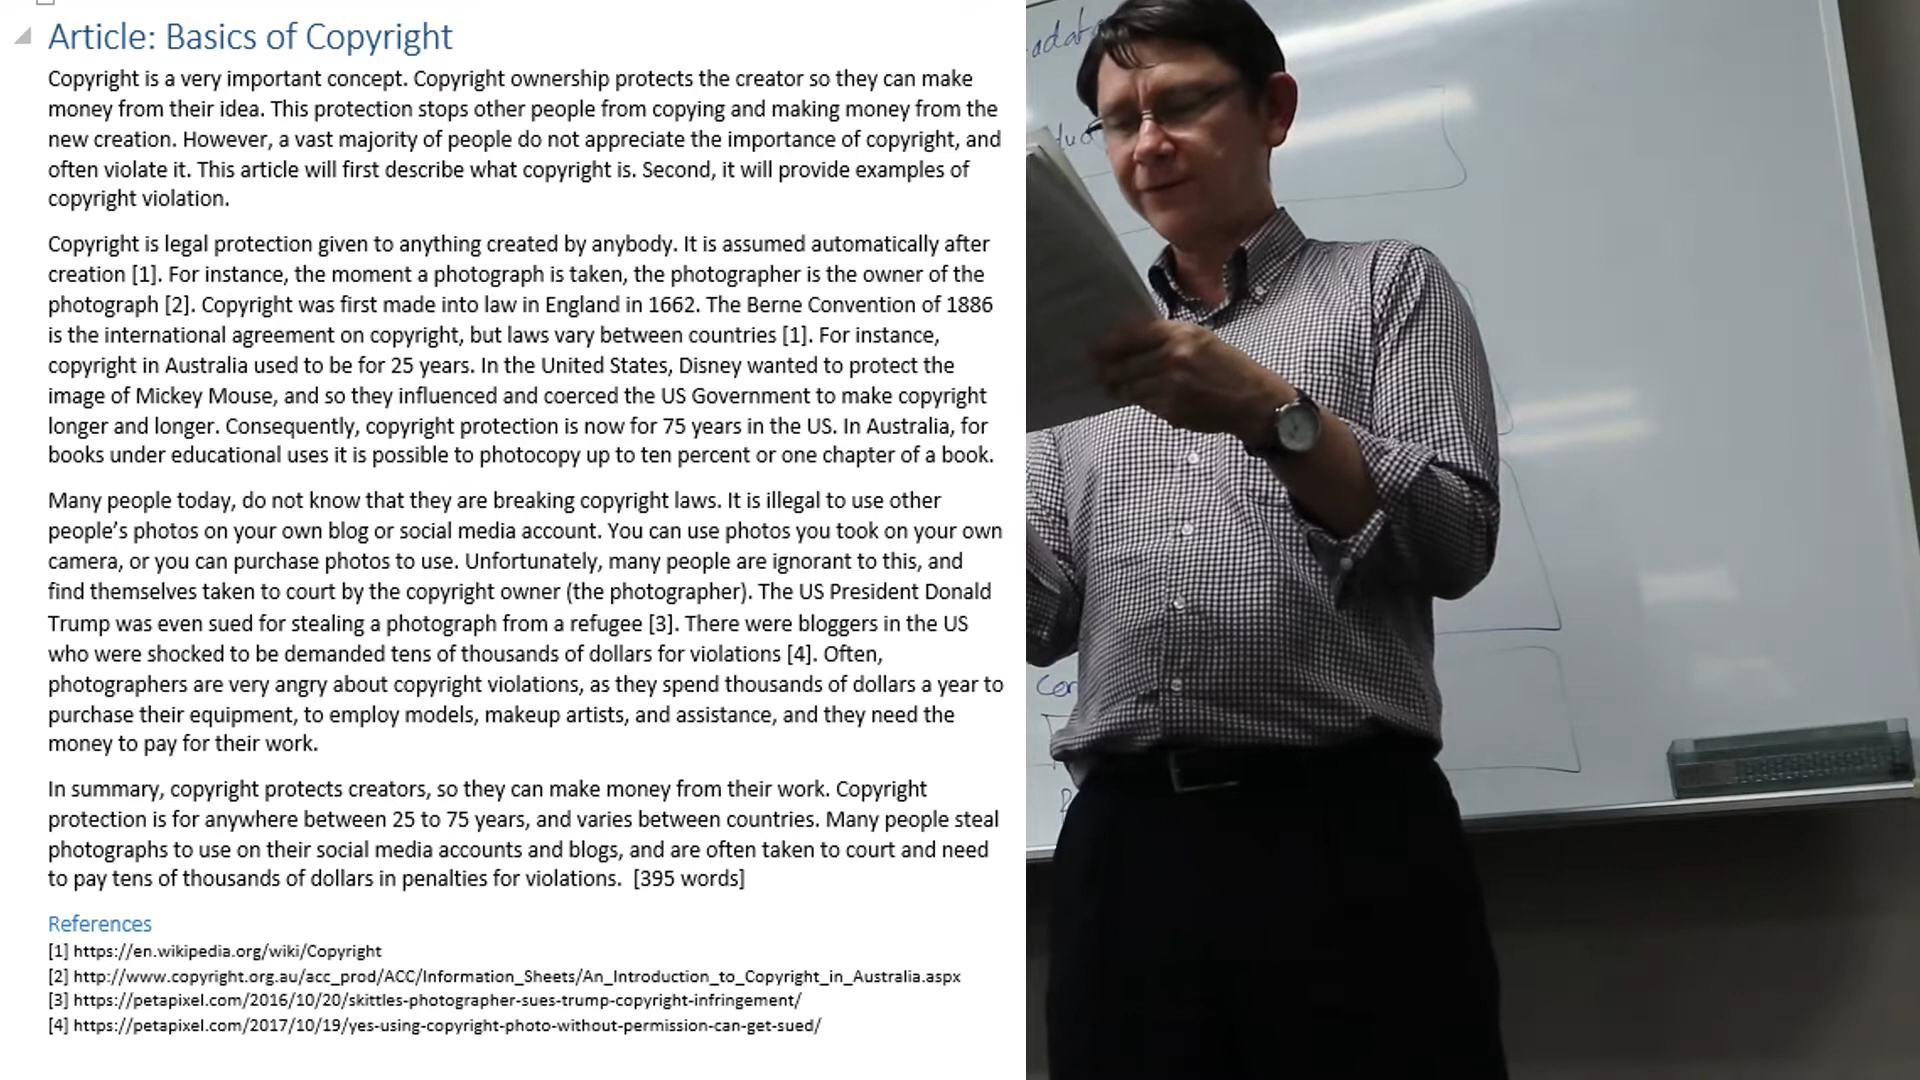 Article: Basics of Copyright
Copyright is a very important concept. Copyright ownership protects the creator so they can make
money from their idea. This protection stops other people from copying and making money from the
new creation. However, a vast majority of people do not appreciate the importance of copyright, and
often violate it. This article will first describe what copyright is. Second, it will provide examples of
copyright violation.
Copyright is legal protection given to anything created by anybody. It is assumed automatically after
creation [1]. For instance, the moment a photograph is taken, the photographer is the owner of the
photograph [2]. Copyright was first made into law in England in 1662. The Berne Convention of 1886
is the international agreement on copyright, but laws vary between countries [1]. For instance,
copyright in Australia used to be for 25 years. In the United States, Disney wanted to protect the
image of Mickey Mouse, and so they influenced and coerced the US Government to make copyright
longer and longer. Consequently, copyright protection is now for 75 years in the US. In Australia, for
books under educational uses it is possible to photocopy up to ten percent or one chapter of a book.
Many people today, do not know that they are breaking copyright laws. It is illegal to use other
people’s photos on your own blog or social media account. You can use photos you took on your own
camera, or you can purchase photos to use. Unfortunately, many people are ignorant to this, and
find themselves taken to court by the copyright owner (the photographer). The US President Donald
Trump was even sued for stealing a photograph from a refugee [3]. There were bloggers in the US
who were shocked to be demanded tens of thousands of dollars for violations [4]. Often,
photographers are very angry about copyright violations, as they spend thousands of dollars a year to
purchase their equipment, to employ models, makeup artists, and assistance, and they need the
money to pay for their work.
In summary, copyright protects creators, so they can make money from their work. Copyright
protection is for anywhere between 25 to 75 years, and varies between countries. Many people steal
photographs to use on their social media accounts and blogs, and are often taken to court and need
to pay tens of thousands of dollars in penalties for violations. [395 words]
References
[1] https://en.wikipedia.org/wiki/Copyright
[2] http://www.copyright.org.au/acc_prod/ACC/Information_Sheets/An_Introduction_to_Copyright_in_Australia.aspx
[3] https://petapixel.com/2016/10/20/skittles-photographer-sues-trump-copyright-infringement/
[4] https://petapixel.com/2017/10/19/yes-using-copyright-photo-without-permission-can-get-sued/